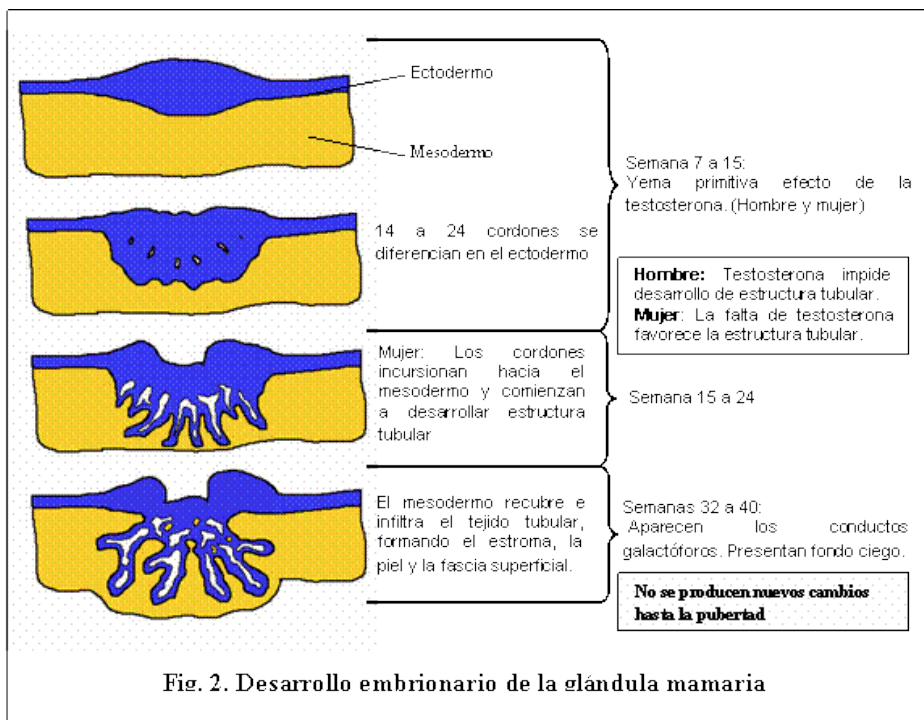 Ectodermo
Mesodermo
14 a 24 cordones se
diferencian en el ectodermo
Semana 7 a 15:
Yema primitiva efecto de la
testosterona. (Hombre y mujer)
Hombre: Testosterona impide
desarrollo de estructura tubular.
Mujer: La falta de testosterona
favorece la estructura tubular.
Mujer: Los cordones
incursionan hacia el
mesodermo y comienzan
a desarrollar estructura
tubular
Semana 15 a 24
El mesodermo recubre e
infiltra el tejido tubular,
formando el estroma, la
piel y la fascia superficial.
Semanas 32 a 40:
Aparecen los conductos
galactóforos. Presentan fondo ciego.
No se producen nuevos cambios
hasta la pubertad
Fig. 2. Desarrollo embrionario de la glándula mamaria